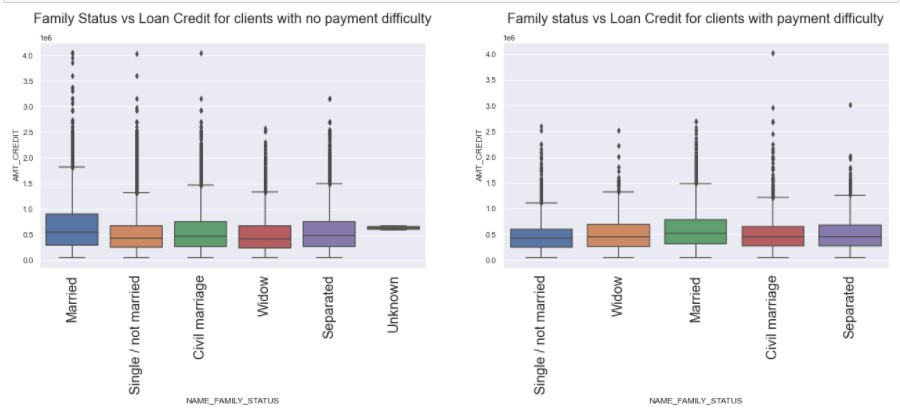 Family Status vs Loan Credit for clients with no payment difficulty
1e6
4.0
3.5
3.0
2.5
2.0
1.5
1.0
0.5
0.0
AMT_CREDIT
Married
Single / not married
Civil marriage
Widow
Separated
Unknown
NAME_FAMILY_STATUS
Family status vs Loan Credit for clients with payment difficulty
1e6
4.0
3.5
3.0
2.5
2.0
1.5
1.0
0.5
0.0
AMT_CREDIT
Single / not married
Widow
Married
Civil marriage
Separated
NAME_FAMILY_STATUS